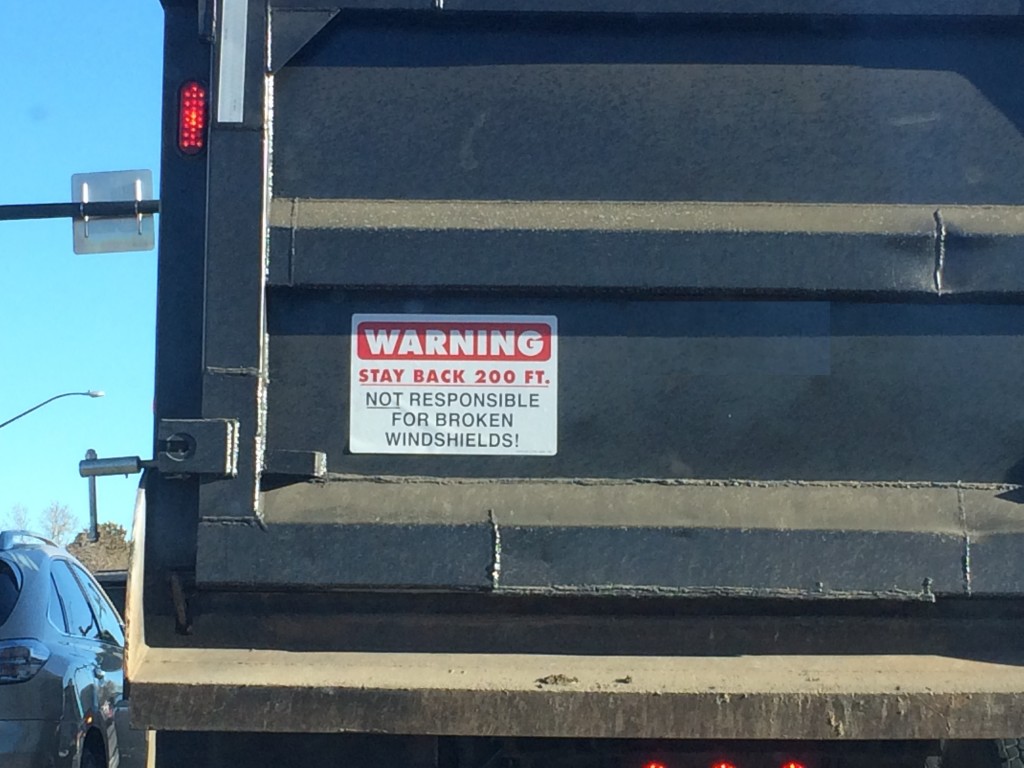 WARNING
STAY BACK 200 FT.
NOT RESPONSIBLE
FOR BROKEN
WINDSHIELDS!